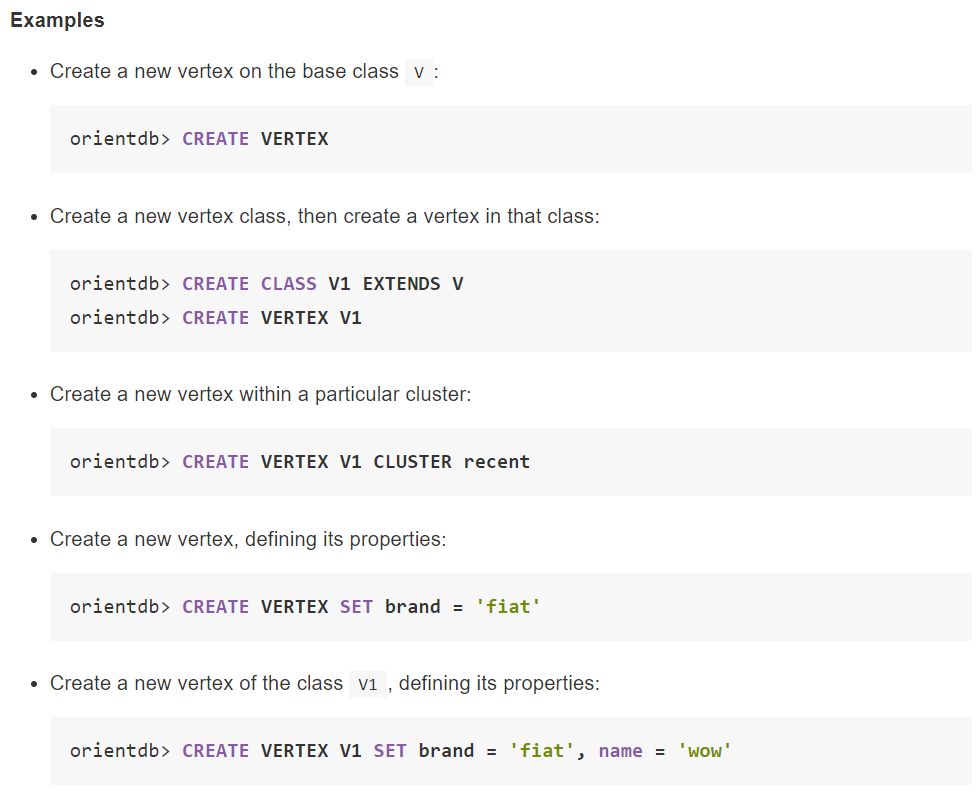 Examples
Create a new vertex on the base class V :
orientdb> CREATE VERTEX
Create a new vertex class, then create a vertex in that class:
orientdb> CREATE CLASS V1 EXTENDS V
orientdb> CREATE VERTEX V1
Create a new vertex within a particular cluster:
orientdb> CREATE VERTEX V1 CLUSTER recent
Create a new vertex, defining its properties:
orientdb> CREATE VERTEX SET brand = 'fiat'
Create a new vertex of the class V1 , defining its properties:
orientdb> CREATE VERTEX V1 SET brand = 'fiat', name = 'wow'